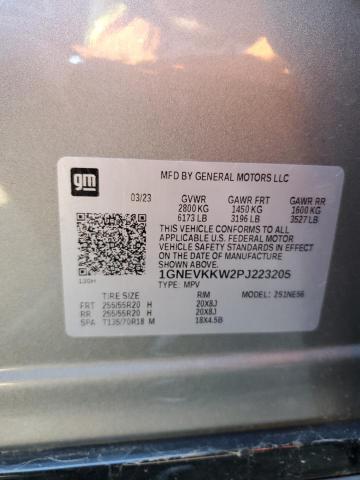 gm
MFD BY GENERAL MOTORS LLC
03/23 GVWR GAWR FRT GAWR RR
2800 KG 1450 KG 1600 KG
6173 LB 3196 LB 3527 LB
THIS VEHICLE CONFORMS TO ALL
APPLICABLE U.S. FEDERAL MOTOR
VEHICLE SAFETY STANDARDS IN
EFFECT ON THE DATE OF MANUFACTURE
SHOWN ABOVE.
1GNEVKKW2PJ223205
TYPE: MPV
TIRE SIZE RIM MODEL: ZS1NE56
FRT 255/55R20 H 20X8J
RR 255/55R20 H 20X8J
SPA T135/70R18 M 18X4.5B